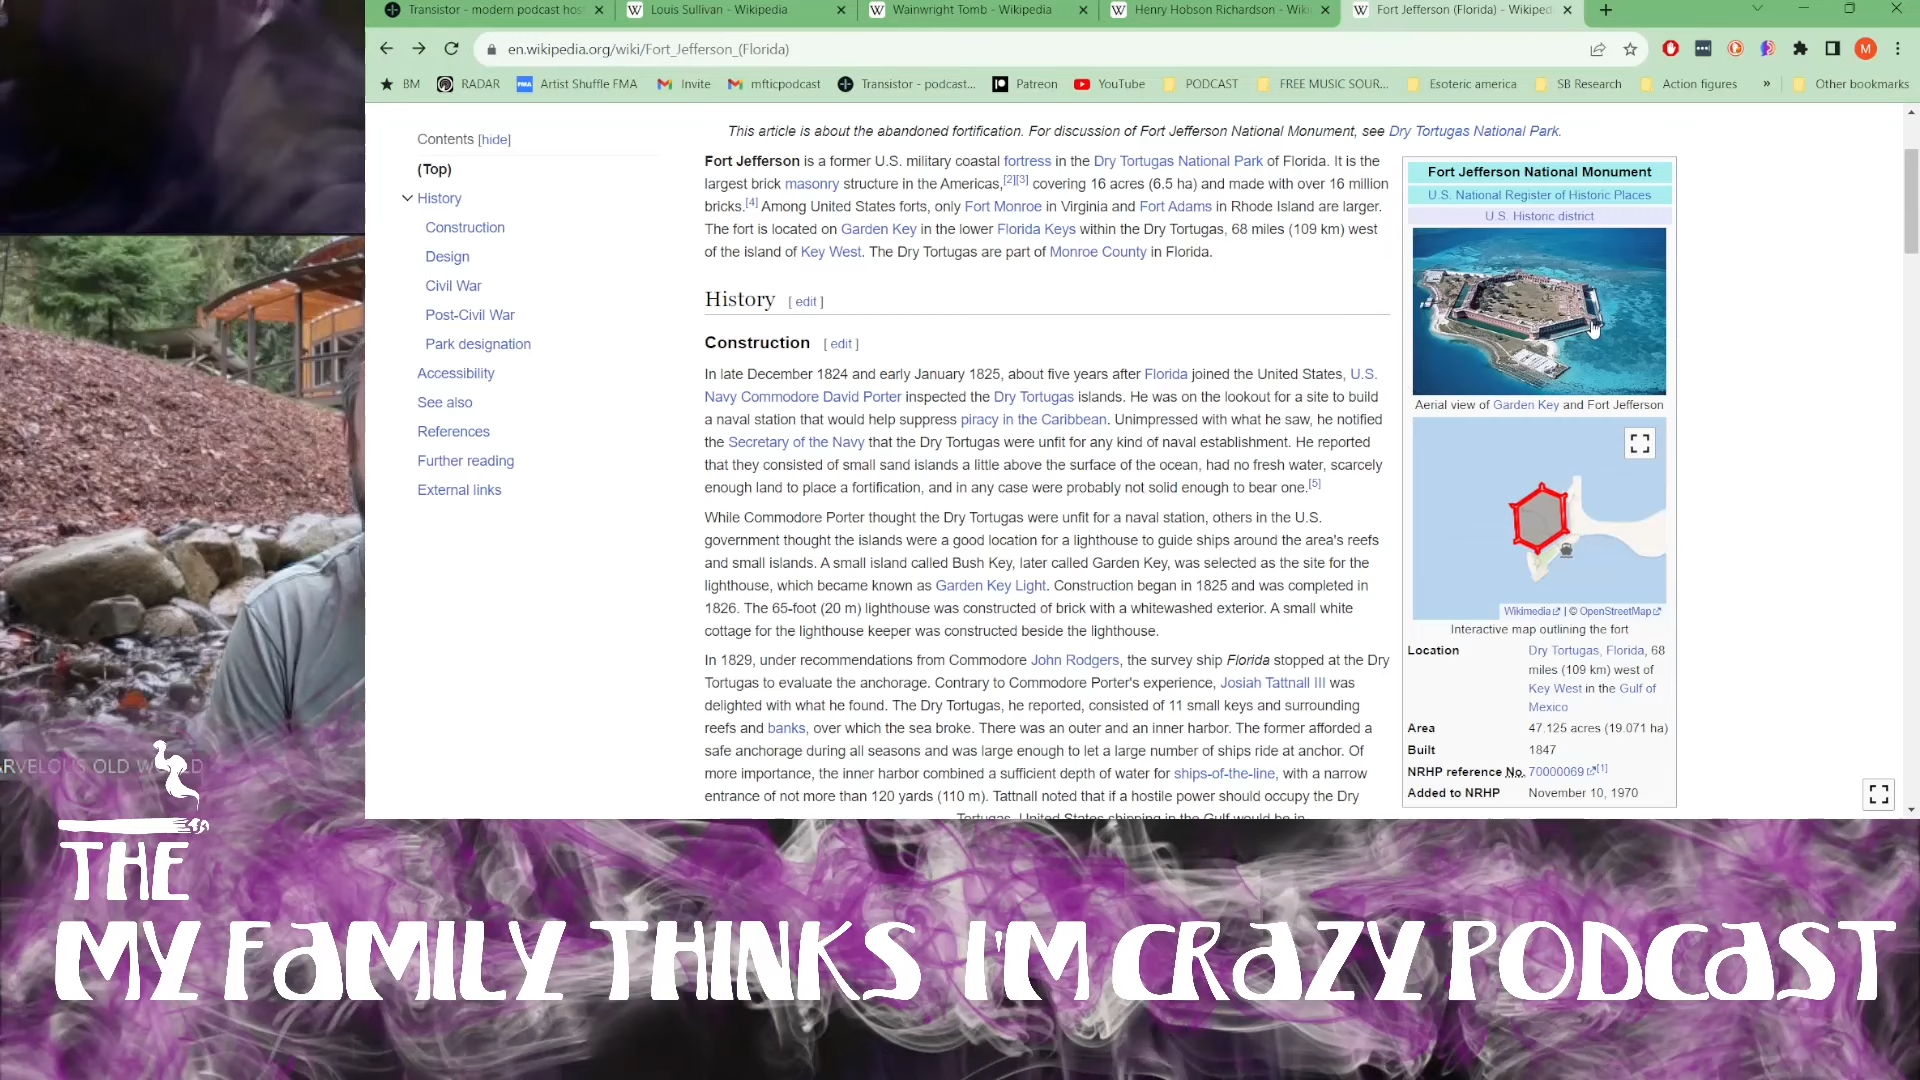 Transistor - modern podcast hos
Louis Sullivan - Wikipedia
Wainwright Tomb - Wikipedia
Henry Hobson Richardson - Wiki
Fort Jefferson (Florida) - Wikiped
en.wikipedia.org/wiki/Fort_Jefferson_(Florida)
BM
RADAR
Artist Shuffle FMA
Invite
mfticpodcast
Transistor - podcast...
Patreon
YouTube
PODCAST
FREE MUSIC SOUR...
Esoteric america
SB Research
Action figures
Other bookmarks
This article is about the abandoned fortification. For discussion of Fort Jefferson National Monument, see Dry Tortugas National Park.
Contents [hide]
(Top)
History
Construction
Design
Civil War
Post-Civil War
Park designation
Accessibility
See also
References
Further reading
External links
Fort Jefferson is a former U.S. military coastal fortress in the Dry Tortugas National Park of Florida. It is the
largest brick masonry structure in the Americas,[2][3] covering 16 acres (6.5 ha) and made with over 16 million
bricks.[4] Among United States forts, only Fort Monroe in Virginia and Fort Adams in Rhode Island are larger.
The fort is located on Garden Key in the lower Florida Keys within the Dry Tortugas, 68 miles (109 km) west
of the island of Key West. The Dry Tortugas are part of Monroe County in Florida.
History [ edit ]
Construction [ edit ]
In late December 1824 and early January 1825, about five years after Florida joined the United States, U.S.
Navy Commodore David Porter inspected the Dry Tortugas islands. He was on the lookout for a site to build
a naval station that would help suppress piracy in the Caribbean. Unimpressed with what he saw, he notified
the Secretary of the Navy that the Dry Tortugas were unfit for any kind of naval establishment. He reported
that they consisted of small sand islands a little above the surface of the ocean, had no fresh water, scarcely
enough land to place a fortification, and in any case were probably not solid enough to bear one.[5]
While Commodore Porter thought the Dry Tortugas were unfit for a naval station, others in the U.S.
government thought the islands were a good location for a lighthouse to guide ships around the area's reefs
and small islands. A small island called Bush Key, later called Garden Key, was selected as the site for the
lighthouse, which became known as Garden Key Light. Construction began in 1825 and was completed in
1826. The 65-foot (20 m) lighthouse was constructed of brick with a whitewashed exterior. A small white
cottage for the lighthouse keeper was constructed beside the lighthouse.
In 1829, under recommendations from Commodore John Rodgers, the survey ship Florida stopped at the Dry
Tortugas to evaluate the anchorage. Contrary to Commodore Porter's experience, Josiah Tattnall III was
delighted with what he found. The Dry Tortugas, he reported, consisted of 11 small keys and surrounding
reefs and banks, over which the sea broke. There was an outer and an inner harbor. The former afforded a
safe anchorage during all seasons and was large enough to let a large number of ships ride at anchor. Of
more importance, the inner harbor combined a sufficient depth of water for ships-of-the-line, with a narrow
entrance of not more than 120 yards (110 m). Tattnall noted that if a hostile power should occupy the Dry
Tortugas, United States shipping in the Gulf would be in
Fort Jefferson National Monument
U.S. National Register of Historic Places
U.S. Historic district
Aerial view of Garden Key and Fort Jefferson
Wikimedia | © OpenStreetMap
Interactive map outlining the fort
Location Dry Tortugas, Florida, 68
miles (109 km) west of
Key West in the Gulf of
Mexico
Area 47.125 acres (19.071 ha)
Built 1847
NRHP reference No. 70000069 [1]
Added to NRHP November 10, 1970
THE
MY FAMILY THINKS I'M CRAZY PODCAST